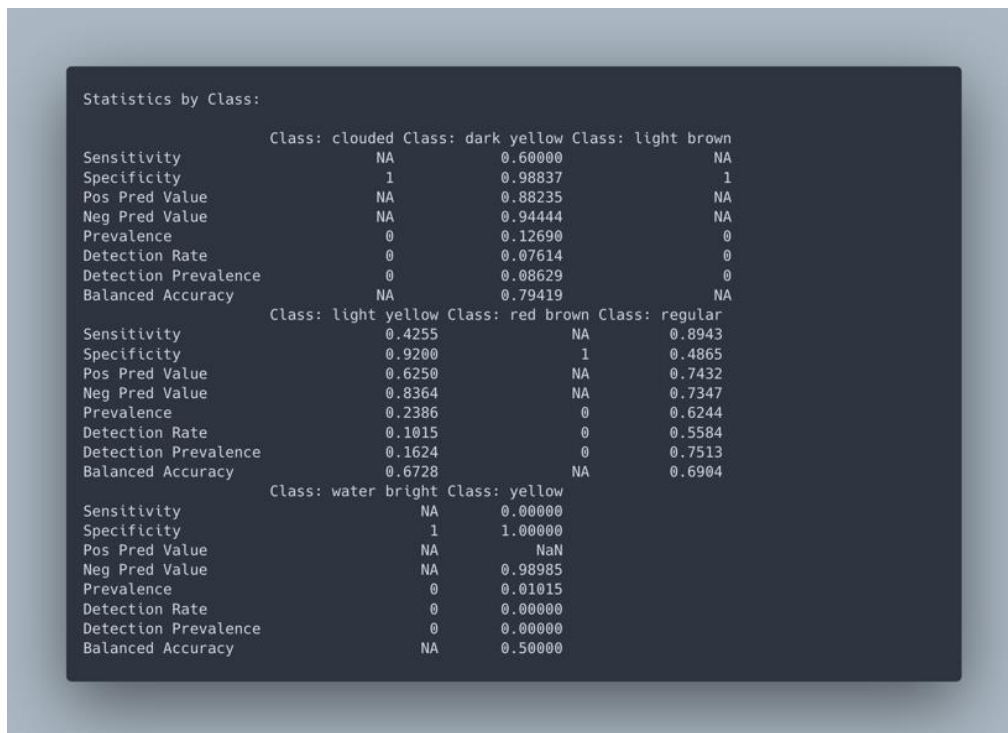 Statistics by Class:
Class: clouded Class: dark yellow Class: light brown
Sensitivity NA 0.60000 NA
Specificity 1 0.98837 1
Pos Pred Value NA 0.88235 NA
Neg Pred Value NA 0.94444 NA
Prevalence 0 0.12690 0
Detection Rate 0 0.07614 0
Detection Prevalence 0 0.08629 0
Balanced Accuracy NA 0.79419 NA
Class: light yellow Class: red brown Class: regular
Sensitivity 0.4255 NA 0.8943
Specificity 0.9200 1 0.4865
Pos Pred Value 0.6250 NA 0.7432
Neg Pred Value 0.8364 NA 0.7347
Prevalence 0.2386 0 0.6244
Detection Rate 0.1015 0 0.5584
Detection Prevalence 0.1624 0 0.7513
Balanced Accuracy 0.6728 NA 0.6904
Class: water bright Class: yellow
Sensitivity NA 0.00000
Specificity 1 1.00000
Pos Pred Value NA NaN
Neg Pred Value NA 0.98985
Prevalence 0 0.01015
Detection Rate 0 0.00000
Detection Prevalence 0 0.00000
Balanced Accuracy NA 0.50000